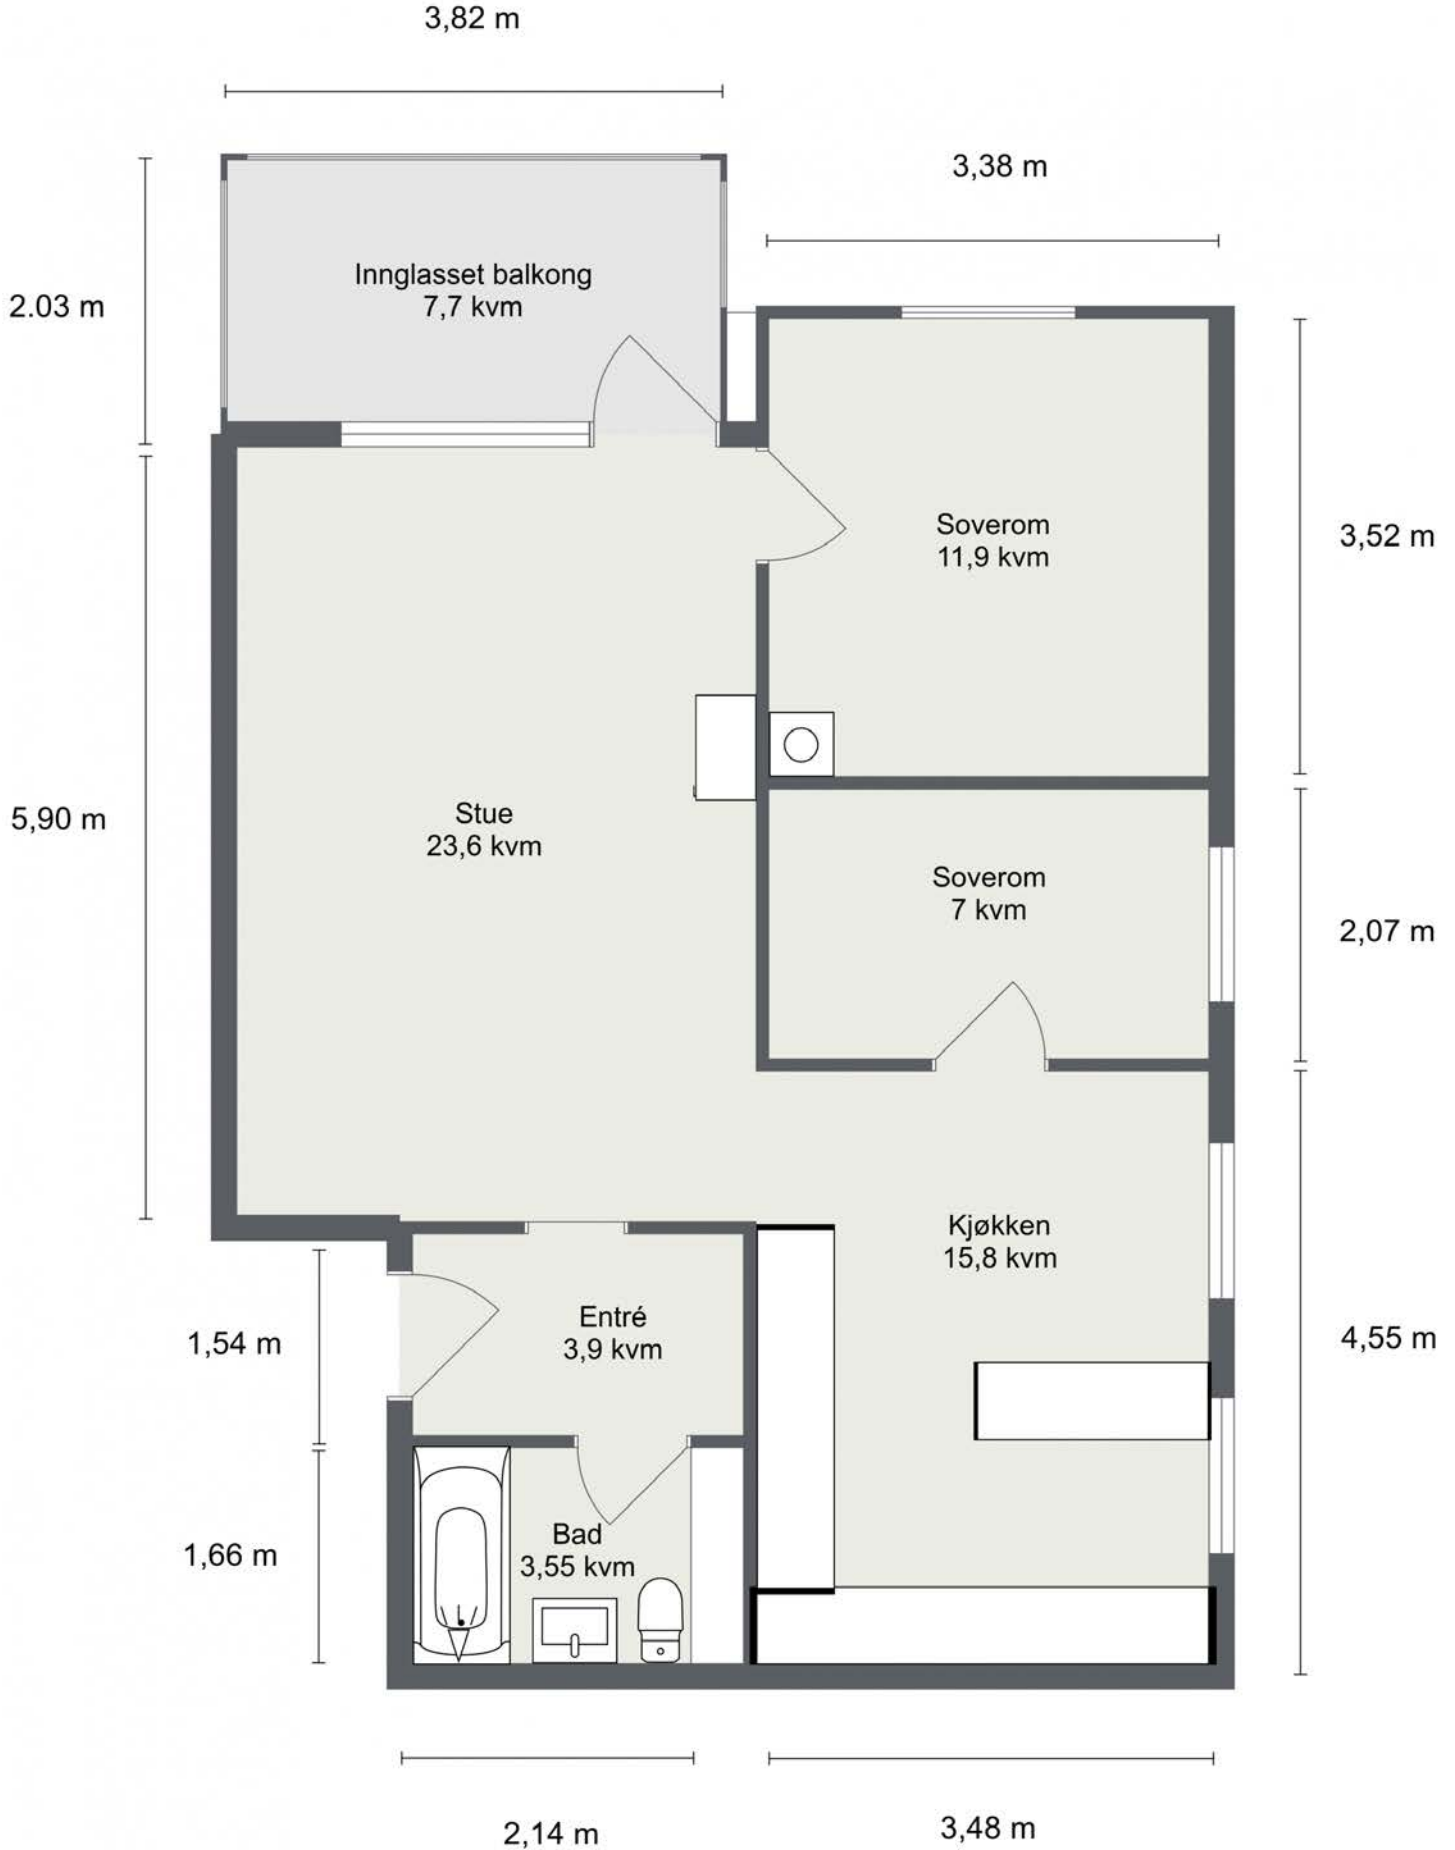 3,82 m
3,38 m
Innglasset balkong
7,7 kvm
2.03 m
Soverom
11,9 kvm
3,52 m
Stue
23,6 kvm
5,90 m
Soverom
7 kvm
2,07 m
Kjøkken
15,8 kvm
Entré
3,9 kvm
1,54 m
4,55 m
Bad
3,55 kvm
1,66 m
2,14 m
3,48 m